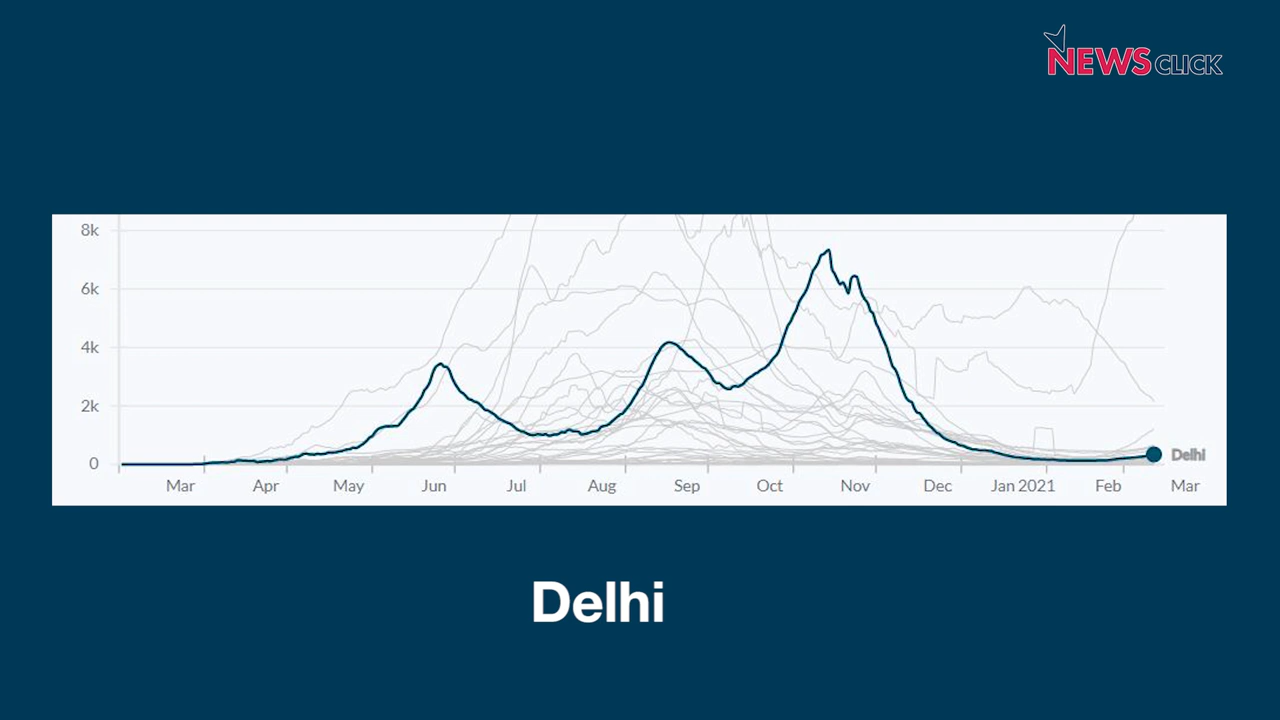 NEWSCLICK
8k
6k
4k
2k
0
Delhi
Mar Apr May Jun Jul Aug Sep Oct Nov Dec Jan 2021 Feb Mar
Delhi